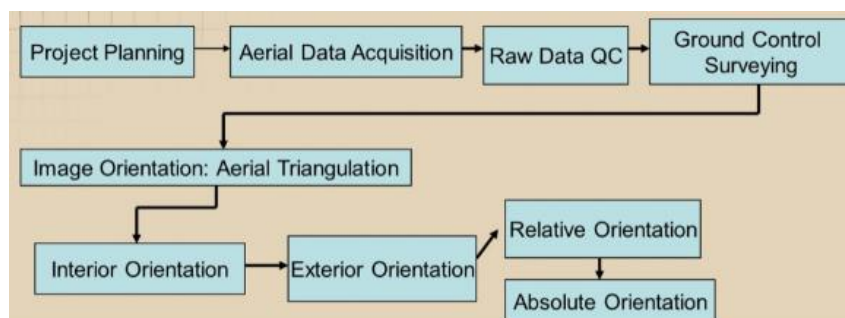 Project Planning
Aerial Data Acquisition
Raw Data QC
Ground Control
Surveying
Image Orientation: Aerial Triangulation
Interior Orientation
Exterior Orientation
Relative Orientation
Absolute Orientation